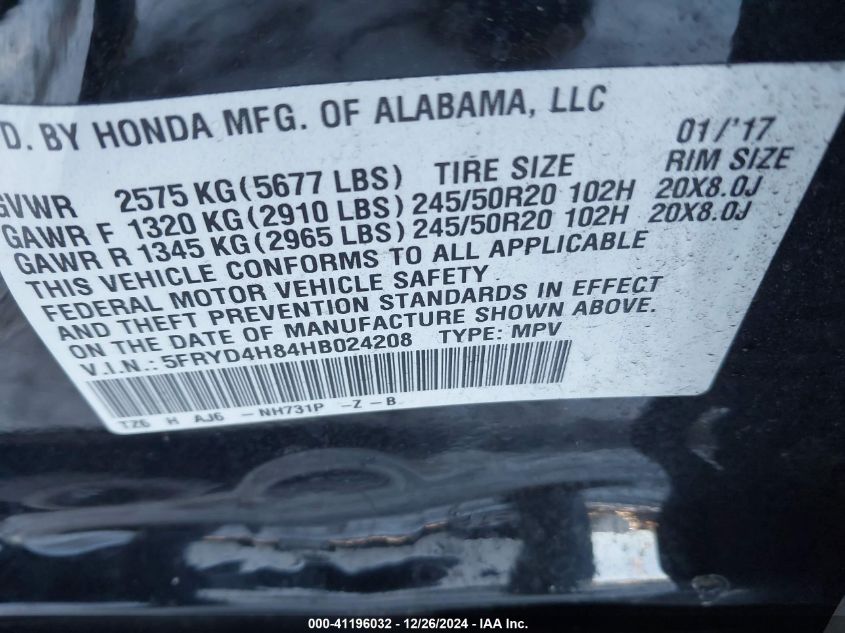 D. BY HONDA MFG. OF ALABAMA, LLC
01/'17
GVWR 2575 KG (5677 LBS) TIRE SIZE RIM SIZE
GAWR F 1320 KG (2910 LBS) 245/50R20 102H 20X8.0J
GAWR R 1345 KG (2965 LBS) 245/50R20 102H 20X8.0J
THIS VEHICLE CONFORMS TO ALL APPLICABLE
FEDERAL MOTOR VEHICLE SAFETY
AND THEFT PREVENTION STANDARDS IN EFFECT
ON THE DATE OF MANUFACTURE SHOWN ABOVE.
V.I.N.: 5FRYD4H84HB024208 TYPE: MPV
TZ6 H AJ6 -NH731P -Z-B
000-41196032 - 12/26/2024 - IAA Inc.